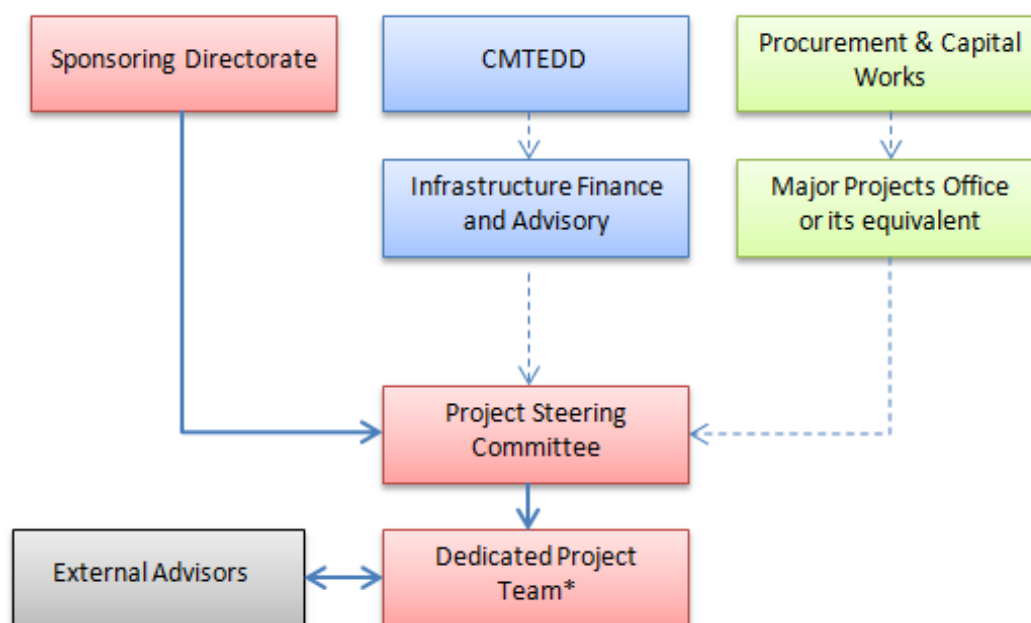 Sponsoring Directorate
CMTEDD
Procurement & Capital
Works
Infrastructure Finance
and Advisory
Major Projects Office
or its equivalent
Project Steering
Committee
External Advisors
Dedicated Project
Team*